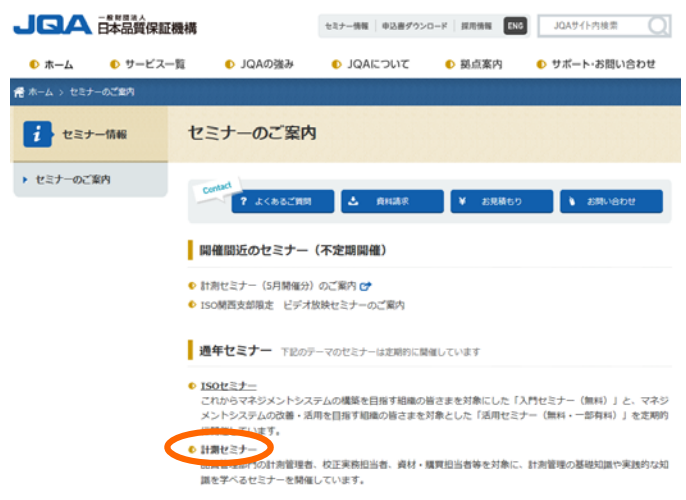 JQA 一般財団法人 日本品質保証機構
セミナー情報 申込書ダウンロード 採用情報 ENG JQAサイト内検索
ホーム サービス一覧 JQAの強み JQAについて 拠点案内 サポート・お問い合わせ
ホーム > セミナーのご案内
i セミナー情報
セミナーのご案内
セミナーのご案内
Contact
? よくあるご質問 資料請求 ¥ お見積もり お問い合わせ
開催間近のセミナー（不定期開催）
計測セミナー（5月開催分）のご案内
ISO関西支部限定 ビデオ放映セミナーのご案内
通年セミナー 下記のテーマのセミナーは定期的に開催しています
ISOセミナー
これからマネジメントシステムの構築を目指す組織の皆さまを対象にした「入門セミナー（無料）」と、マネジ
メントシステムの改善・活用を目指す組織の皆さまを対象とした「活用セミナー（無料・一部有料）」を定期的
に開催しています。
計測セミナー
品質管理部門の計測管理者、校正実務担当者、資材・購買担当者等を対象に、計測管理の基礎知識や実践的な知
識を学べるセミナーを開催しています。